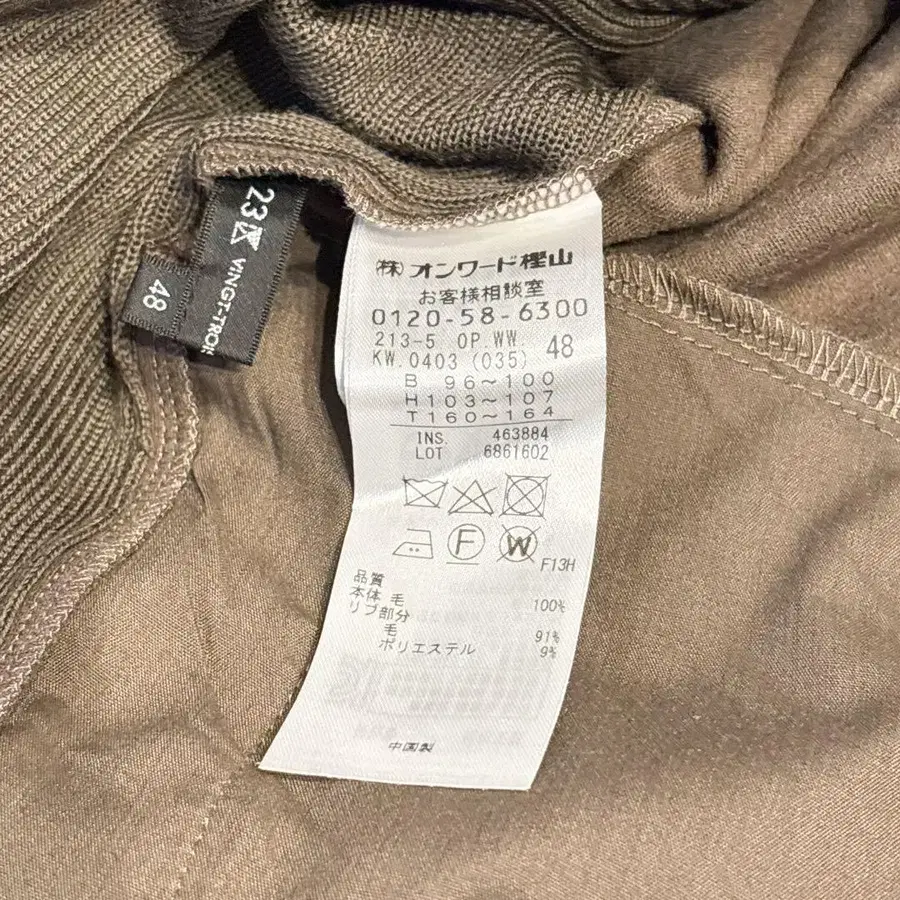 23区
VINGT-TROI
48
㈱オンワード樫山
お客様相談室
0120-58-6300
213-5 OP.WW.
KW.0403 (035) 48
B 96～100
H 103～107
T 160～164
INS. 463884
LOT 6861602
F
W
F13H
品質
本体 毛 100%
リブ部分
毛 91%
ポリエステル 9%
中国製